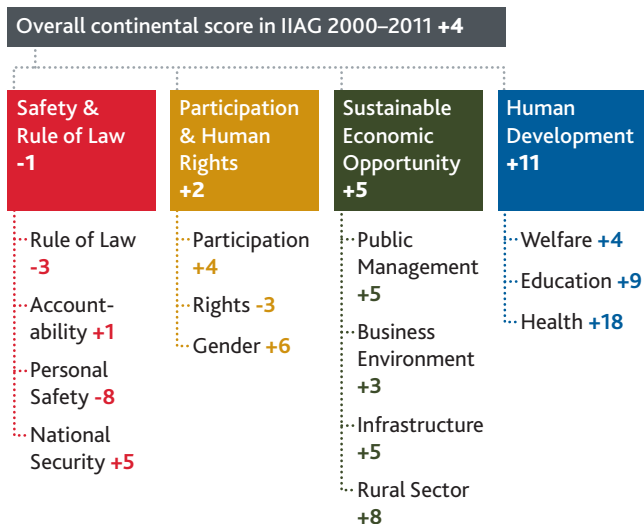 Overall continental score in IIAG 2000–2011 +4
Safety &
Rule of Law
-1
Rule of Law
-3
Account-
ability +1
Personal
Safety -8
National
Security +5
Participation
& Human
Rights
+2
Participation
+4
Rights -3
Gender +6
Sustainable
Economic
Opportunity
+5
Public
Management
+5
Business
Environment
+3
Infrastructure
+5
Rural Sector
+8
Human
Development
+11
Welfare +4
Education +9
Health +18